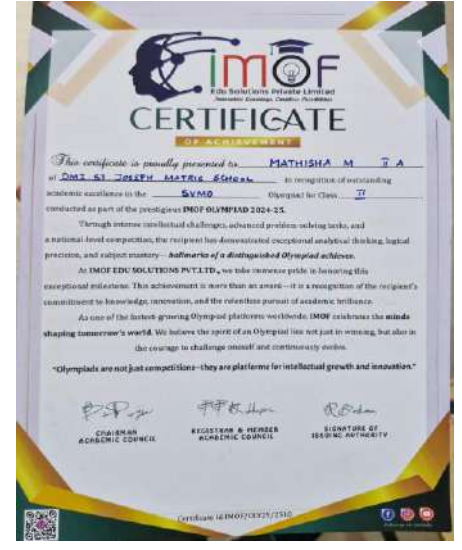 IMOF
Edu Solutions Private Limited
CERTIFICATE
OF ACHIEVEMENT
This certificate is proudly presented to MATHISHA M II A
of DMI ST JOSEPH MATRIC SCHOOL in recognition of outstanding
academic excellence in the SVMO Olympiad for Class II
conducted as part of the prestigious IMOF OLYMPIAD 2024-25.
Through intense intellectual challenges, advanced problem-solving tasks, and
a national-level competition, the recipient has demonstrated exceptional analytical thinking, logical
precision, and subject mastery— hallmarks of a distinguished Olympiad achiever.
At IMOF EDU SOLUTIONS PVT.LTD., we take immense pride in honoring this
exceptional milestone. This achievement is more than an award—it is a recognition of the recipient's
commitment to knowledge, innovation, and the relentless pursuit of academic brilliance.
As one of the fastest-growing Olympiad platforms worldwide, IMOF celebrates the minds
shaping tomorrow's world. We believe the spirit of an Olympiad lies not just in winning, but also in
the courage to challenge oneself and continuously evolve.
"Olympiads are not just competitions—they are platforms for intellectual growth and innovation."
CHAIRMAN
ACADEMIC COUNCIL
REGISTRAR & MEMBER
ACADEMIC COUNCIL
SIGNATURE OF
ISSUING AUTHORITY
Certificate